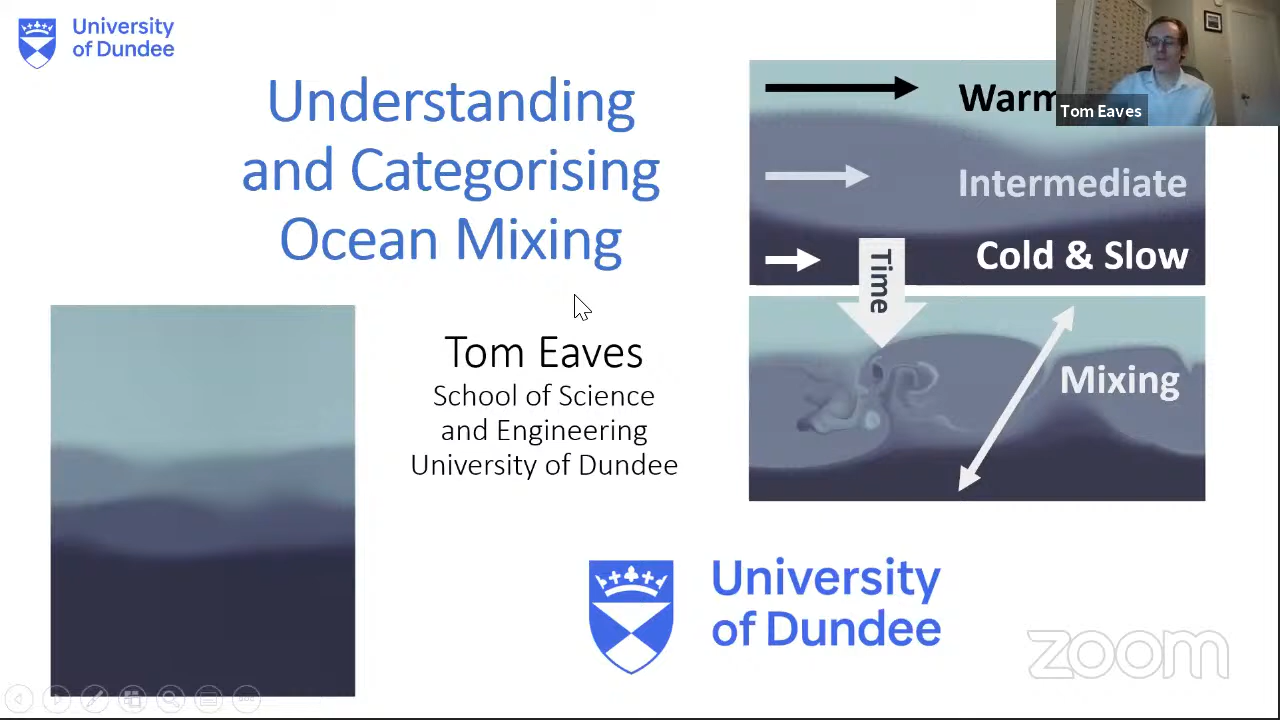 University
of Dundee
Understanding
and Categorising
Ocean Mixing
Tom Eaves
School of Science
and Engineering
University of Dundee
Warm
Tom Eaves
Intermediate
Cold & Slow
Time
Mixing
University
of Dundee
zoom